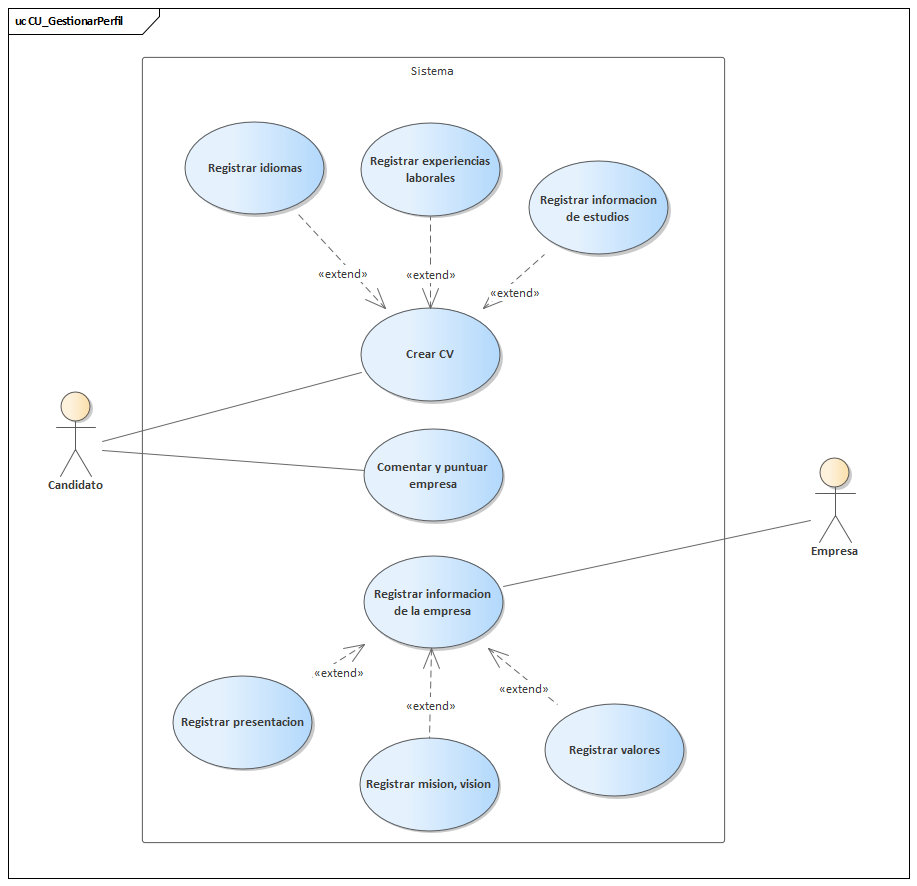 uc CU_GestionarPerfil
Sistema
Registrar idiomas
Registrar experiencias
laborales
Registrar informacion
de estudios
«extend»
«extend»
«extend»
Crear CV
Candidato
Comentar y puntuar
empresa
Empresa
Registrar informacion
de la empresa
«extend»
«extend»
«extend»
Registrar presentacion
Registrar mision, vision
Registrar valores